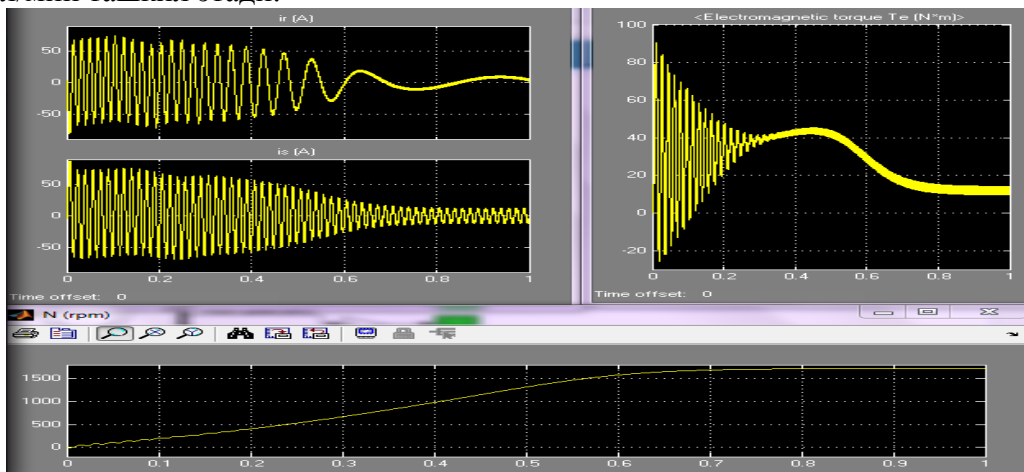 ташкил этади.
ir (A)
50
0
-50
is (A)
50
0
-50
0 0.2 0.4 0.6 0.8 1
Time offset: 0
<Electromagnetic torque Te (N*m)>
100
80
60
40
20
0
-20
0 0.2 0.4 0.6 0.8 1
Time offset: 0
N (rpm)
1500
1000
500
0
0 0.1 0.2 0.3 0.4 0.5 0.6 0.7 0.8 0.9 1